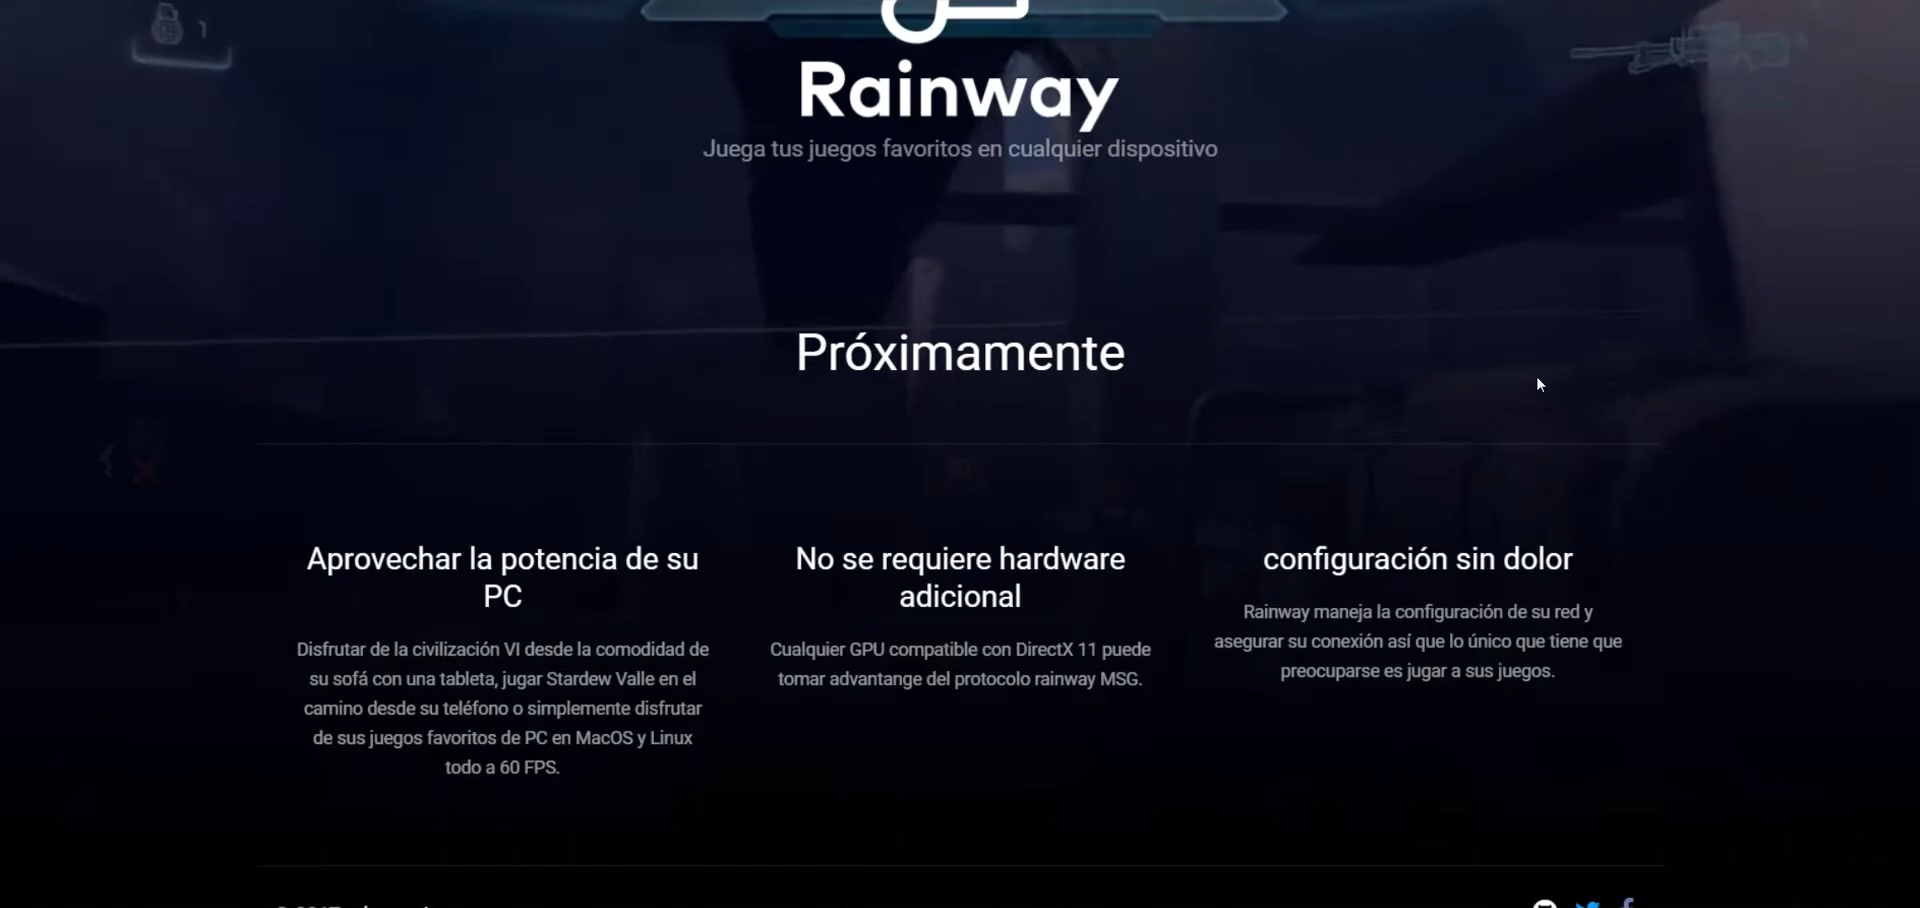 1
Rainway
Juega tus juegos favoritos en cualquier dispositivo
Próximamente
Aprovechar la potencia de su
PC
Disfrutar de la civilización VI desde la comodidad de
su sofá con una tableta, jugar Stardew Valle en el
camino desde su teléfono o simplemente disfrutar
de sus juegos favoritos de PC en MacOS y Linux
todo a 60 FPS.
No se requiere hardware
adicional
Cualquier GPU compatible con DirectX 11 puede
tomar advantange del protocolo rainway MSG.
configuración sin dolor
Rainway maneja la configuración de su red y
asegurar su conexión así que lo único que tiene que
preocuparse es jugar a sus juegos.